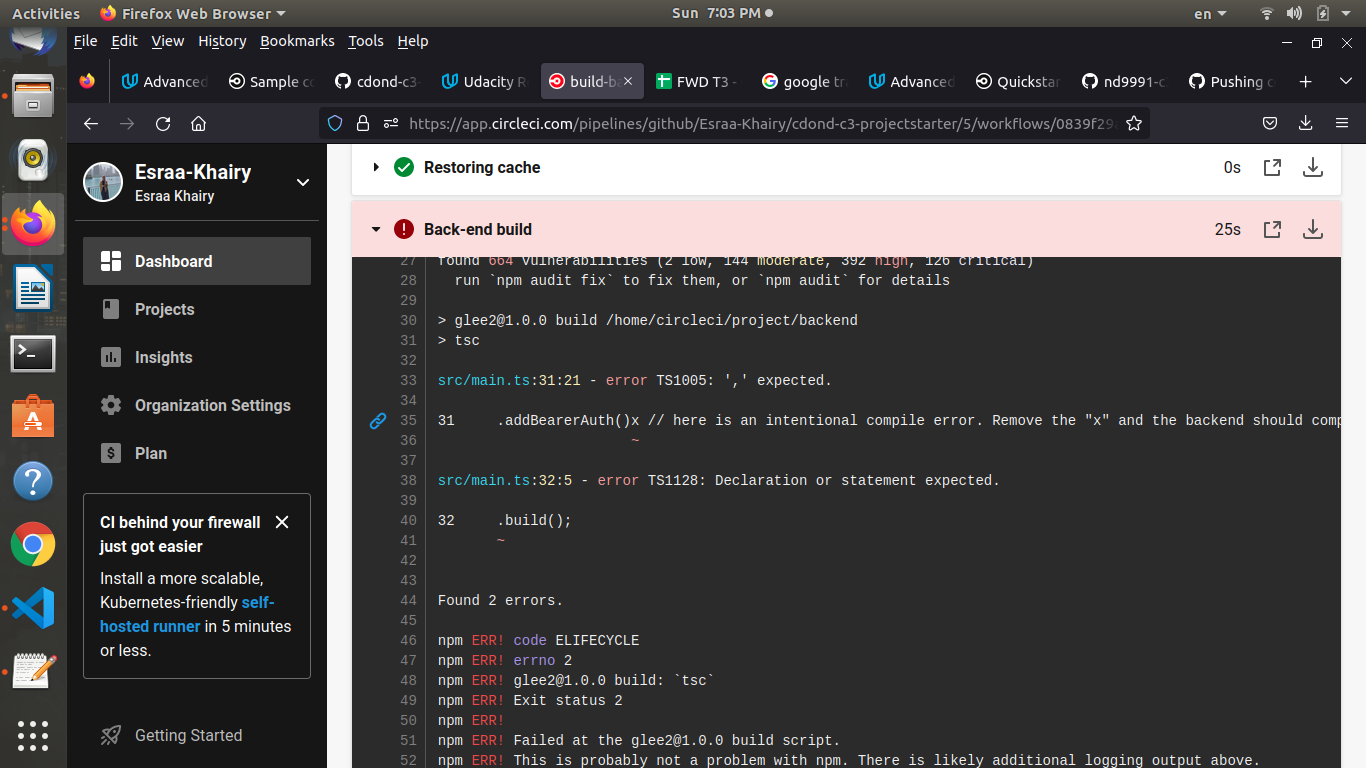 Activities
Firefox Web Browser
Sun 7:03 PM
en
File Edit View History Bookmarks Tools Help
Advanced
Sample co
cdond-c3-
Udacity R
build-ba
FWD T3 -
google tra
Advanced
Quickstar
nd9991-c
Pushing c
https://app.circleci.com/pipelines/github/Esraa-Khairy/cdond-c3-projectstarter/5/workflows/0839f29
Esraa-Khairy
Esraa Khairy
Dashboard
Projects
Insights
Organization Settings
Plan
CI behind your firewall
just got easier
Install a more scalable,
Kubernetes-friendly self-
hosted runner in 5 minutes
or less.
Getting Started
Restoring cache 0s
Back-end build 25s
27 found 664 vulnerabilities (2 low, 144 moderate, 392 high, 126 critical)
28 run `npm audit fix` to fix them, or `npm audit` for details
29
30 > glee2@1.0.0 build /home/circleci/project/backend
31 > tsc
32
33 src/main.ts:31:21 - error TS1005: ',' expected.
34
35 31 .addBearerAuth()x // here is an intentional compile error. Remove the "x" and the backend should comp
36 ~
37
38 src/main.ts:32:5 - error TS1128: Declaration or statement expected.
39
40 32 .build();
41 ~
42
43
44 Found 2 errors.
45
46 npm ERR! code ELIFECYCLE
47 npm ERR! errno 2
48 npm ERR! glee2@1.0.0 build: `tsc`
49 npm ERR! Exit status 2
50 npm ERR!
51 npm ERR! Failed at the glee2@1.0.0 build script.
52 npm ERR! This is probably not a problem with npm. There is likely additional logging output above.